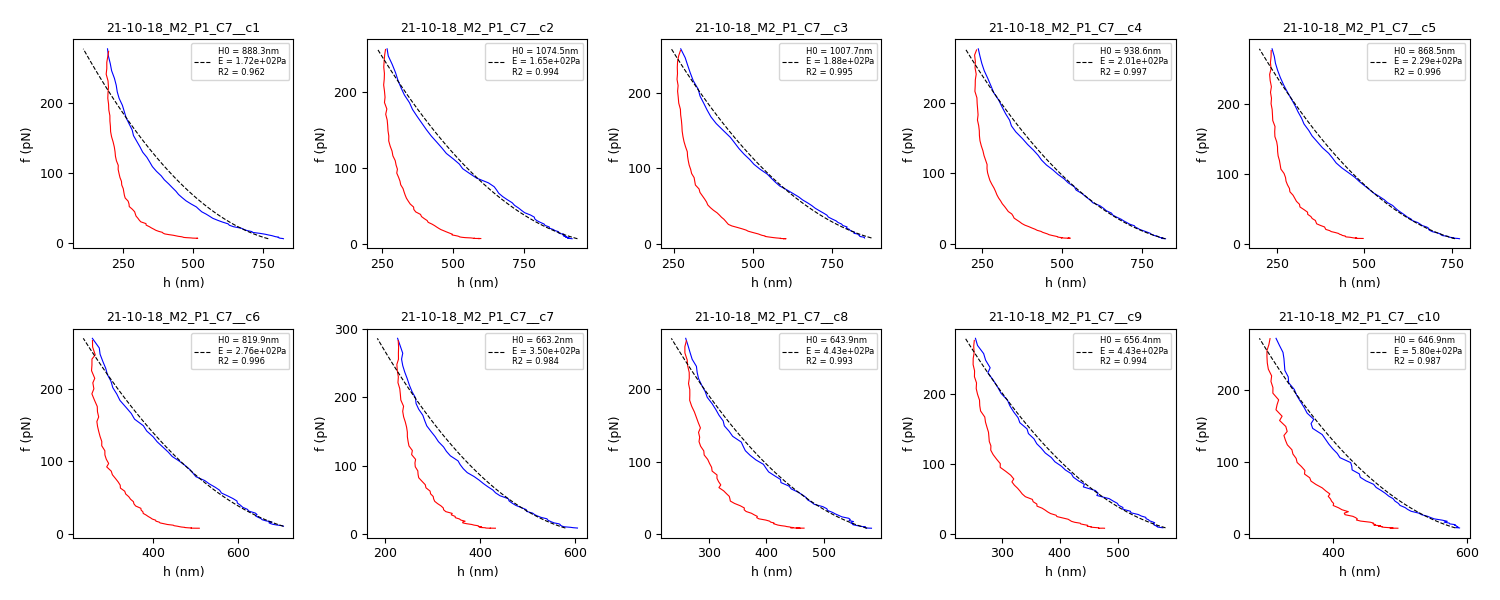 21-10-18_M2_P1_C7__c1
21-10-18_M2_P1_C7__c2
21-10-18_M2_P1_C7__c3
21-10-18_M2_P1_C7__c4
21-10-18_M2_P1_C7__c5
H0 = 888.3nm
E = 1.72e+02Pa
R2 = 0.962
H0 = 1074.5nm
E = 1.65e+02Pa
R2 = 0.994
H0 = 1007.7nm
E = 1.88e+02Pa
R2 = 0.995
H0 = 938.6nm
E = 2.01e+02Pa
R2 = 0.997
H0 = 868.5nm
E = 2.29e+02Pa
R2 = 0.996
f (pN)
200
100
0
250 500 750
h (nm)
f (pN)
200
100
0
250 500 750
h (nm)
f (pN)
200
100
0
250 500 750
h (nm)
f (pN)
200
100
0
250 500 750
h (nm)
f (pN)
200
100
0
250 500 750
h (nm)
21-10-18_M2_P1_C7__c6
21-10-18_M2_P1_C7__c7
21-10-18_M2_P1_C7__c8
21-10-18_M2_P1_C7__c9
21-10-18_M2_P1_C7__c10
H0 = 819.9nm
E = 2.76e+02Pa
R2 = 0.996
H0 = 663.2nm
E = 3.50e+02Pa
R2 = 0.984
H0 = 643.9nm
E = 4.43e+02Pa
R2 = 0.993
H0 = 656.4nm
E = 4.43e+02Pa
R2 = 0.994
H0 = 646.9nm
E = 5.80e+02Pa
R2 = 0.987
f (pN)
200
100
0
400 600
h (nm)
f (pN)
300
200
100
0
200 400 600
h (nm)
f (pN)
200
100
0
300 400 500
h (nm)
f (pN)
200
100
0
300 400 500
h (nm)
f (pN)
200
100
0
400 600
h (nm)